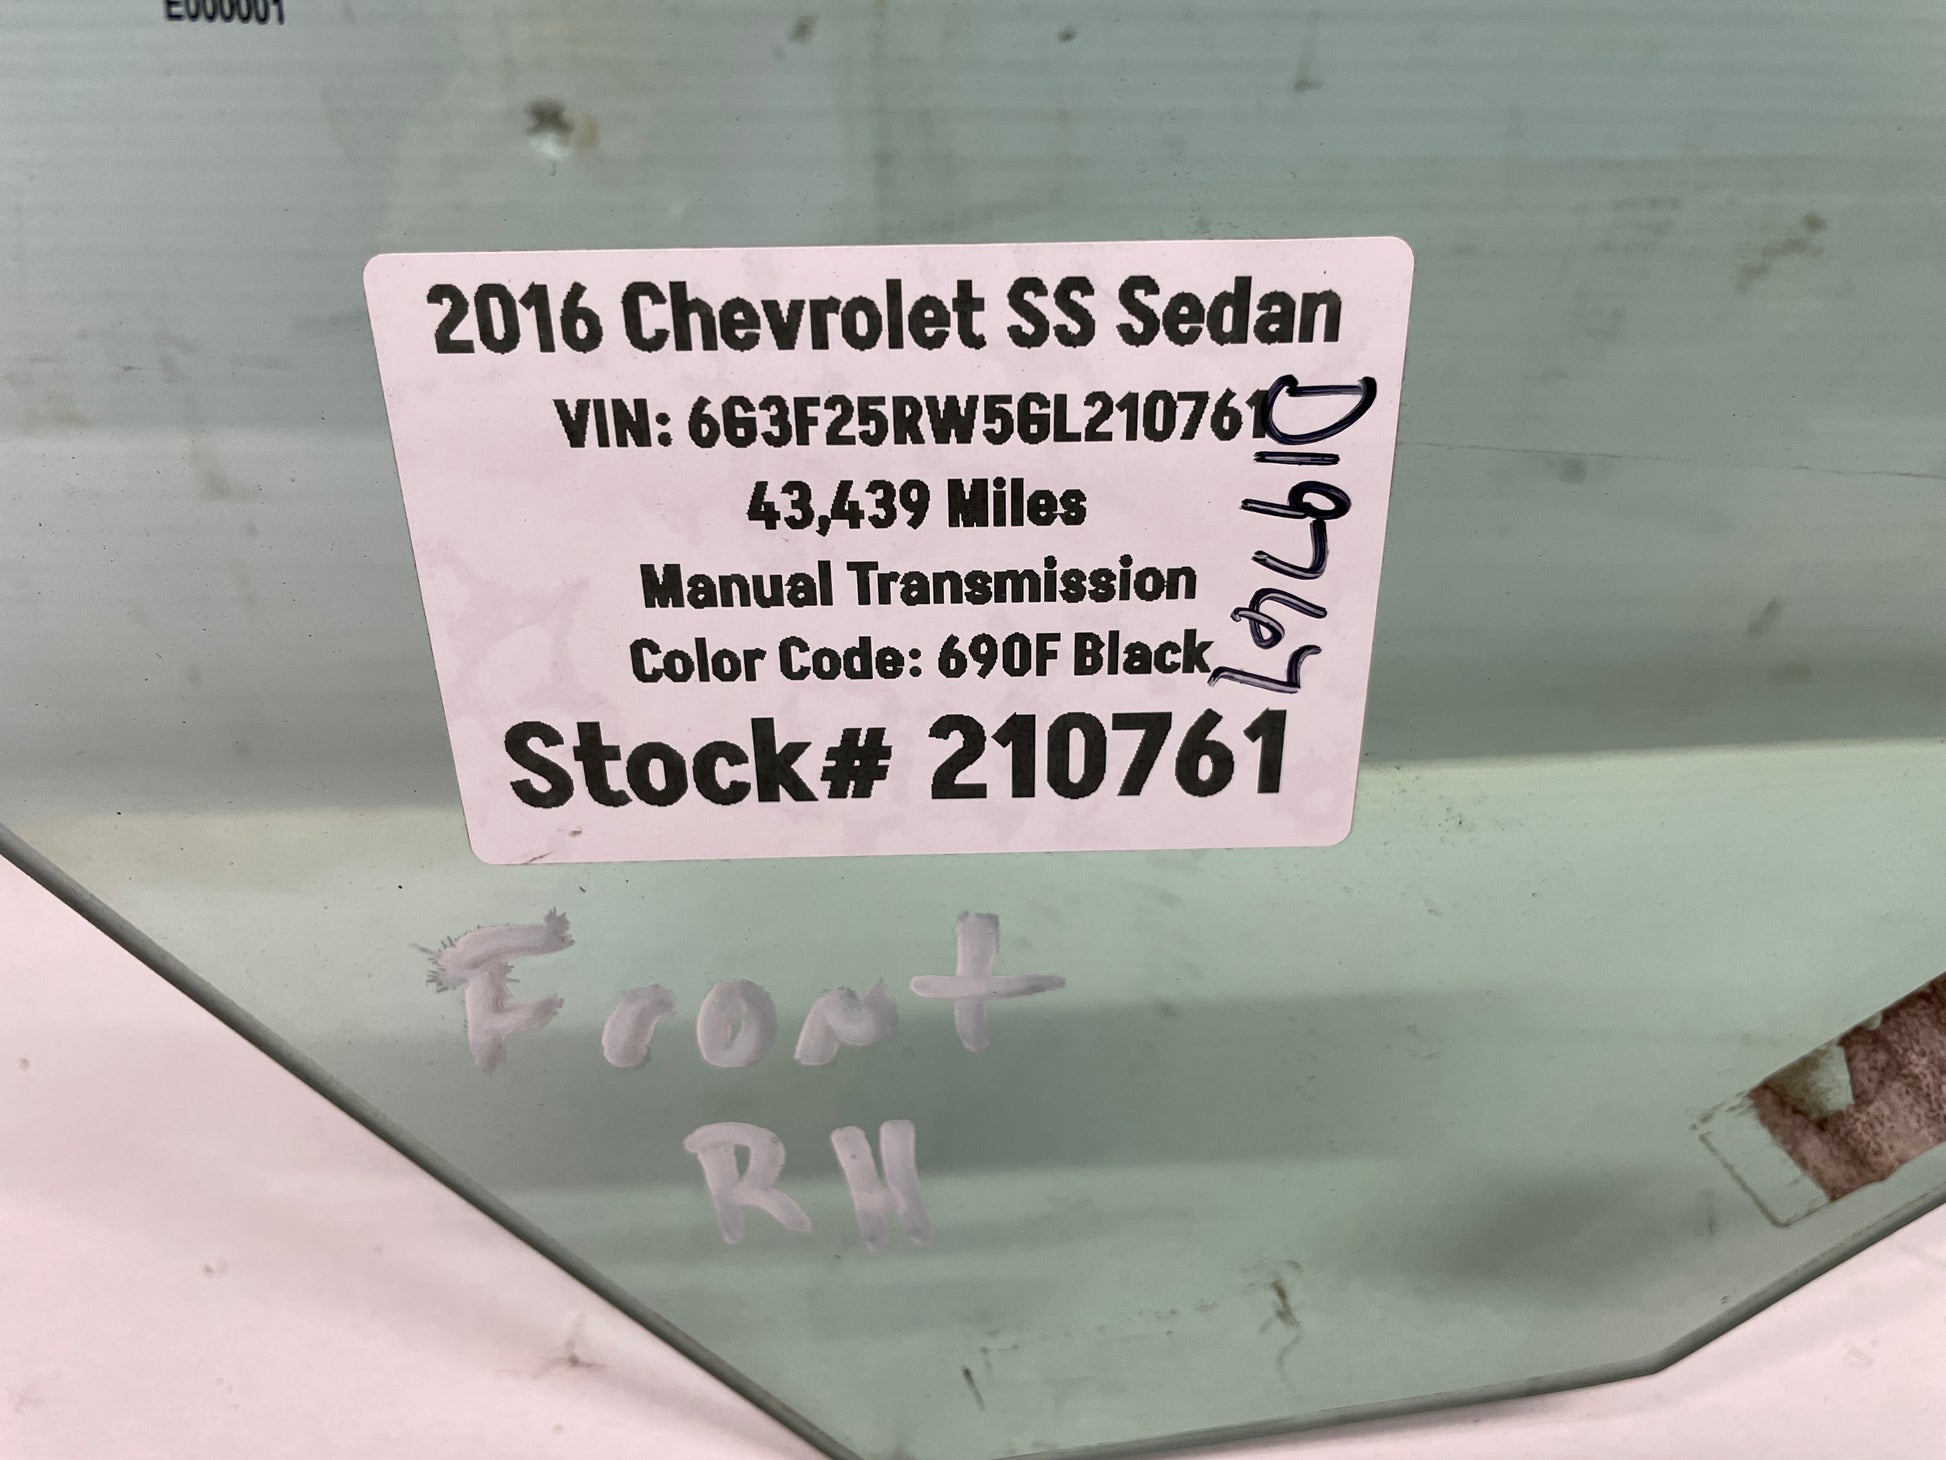 E000001
2016 Chevrolet SS Sedan
VIN: 6G3F25RW5GL210761
43,439 Miles
Manual Transmission
Color Code: 690F Black
Stock# 210761
D19767
Front
RH